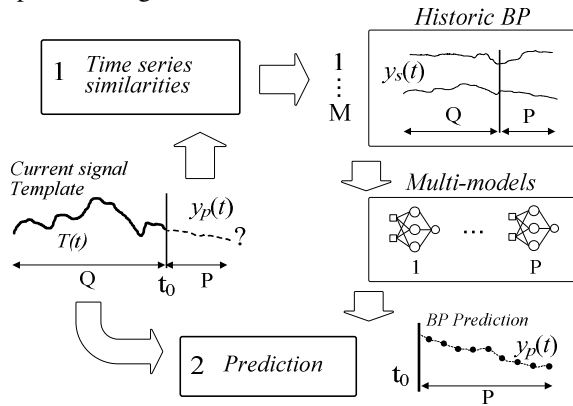 Historic BP
1 Time series
similarities
1
M
y_s(t)
Q P
Current signal
Template
y_p(t)
?
T(t)
Q t_0 P
Multi-models
...
1 P
2 Prediction
BP Prediction
y_p(t)
t_0
P